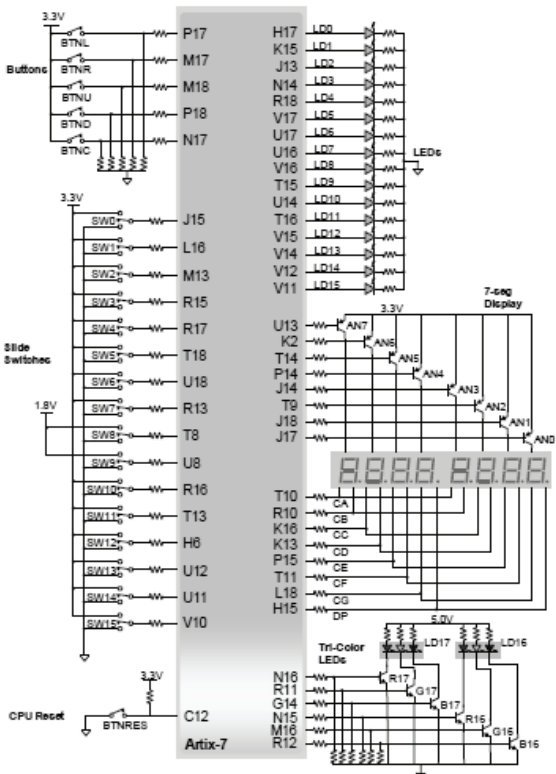 3.3V
BTNL
BTNR
BTNU
BTND
BTNC
Buttons
P17
M17
M18
P18
N17
3.3V
SW0
SW1
SW2
SW3
SW4
SW5
SW6
SW7
SW8
SW9
SW10
SW11
SW12
SW13
SW14
SW15
Slide
Switches
1.8V
J15
L16
M13
R15
R17
T18
U18
R13
T8
U8
R16
T13
H6
U12
U11
V10
3.3V
CPU Reset
BTNRES
C12
Artix-7
H17 LD0
K15 LD1
J13 LD2
N14 LD3
R18 LD4
V17 LD5
U17 LD6
U16 LD7
V16 LD8
T15 LD9
U14 LD10
T16 LD11
V15 LD12
V14 LD13
V12 LD14
V11 LD15
LEDs
7-seg
Display
3.3V
U13 AN7
K2 AN6
T14 AN5
P14 AN4
J14 AN3
T9 AN2
J18 AN1
J17 AN0
T10 CA
R10 CB
K16 CC
K13 CD
P15 CE
T11 CF
L18 CG
H15 DP
5.0V
Tri-Color
LEDs
LD17
LD16
N16 R17
R11 G17
G14 B17
N15 R16
M16 G16
R12 B16